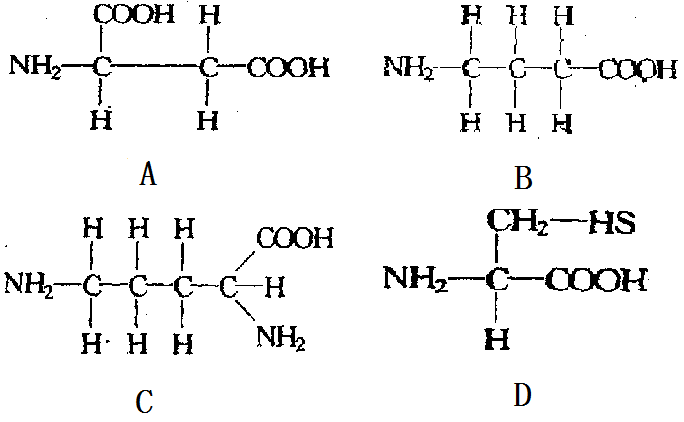 COOH H
NH₂—C—C—COOH
H H
A
H H H
NH₂—C—C—C—COOH
H H H
B
H H H COOH
NH₂—C—C—C—C—H
H H H NH₂
C
CH₂—HS
NH₂—C—COOH
H
D